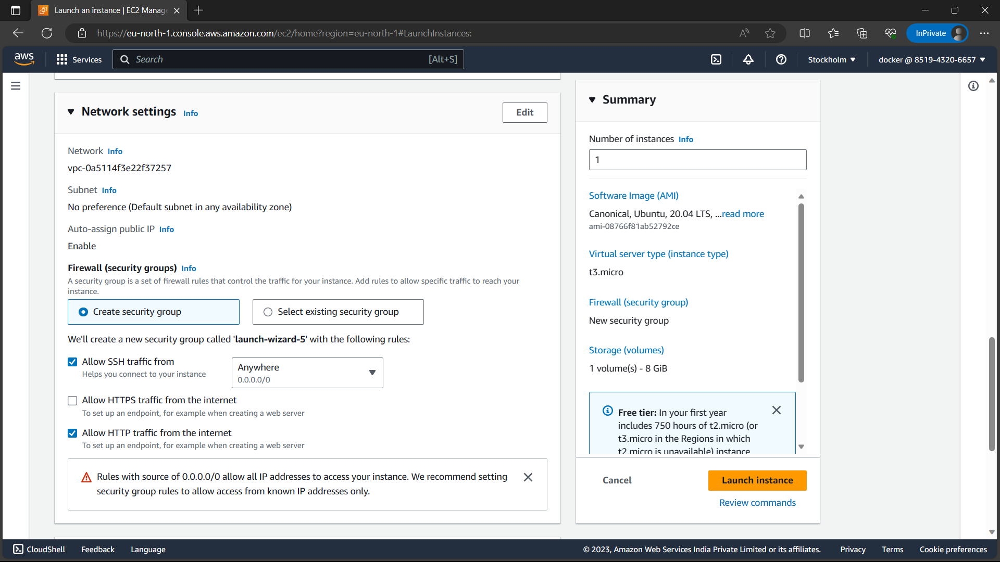 Launch an instance | EC2 Manag
https://eu-north-1.console.aws.amazon.com/ec2/home?region=eu-north-1#LaunchInstances:
InPrivate
aws
Services
Search
[Alt+S]
Stockholm
docker @ 8519-4320-6657
Network settings Info
Edit
Network Info
vpc-0a5114f3e22f37257
Subnet Info
No preference (Default subnet in any availability zone)
Auto-assign public IP Info
Enable
Firewall (security groups) Info
A security group is a set of firewall rules that control the traffic for your instance. Add rules to allow specific traffic to reach your
instance.
Create security group
Select existing security group
We'll create a new security group called 'launch-wizard-5' with the following rules:
Allow SSH traffic from
Helps you connect to your instance
Anywhere
0.0.0.0/0
Allow HTTPS traffic from the internet
To set up an endpoint, for example when creating a web server
Allow HTTP traffic from the internet
To set up an endpoint, for example when creating a web server
Rules with source of 0.0.0.0/0 allow all IP addresses to access your instance. We recommend setting
security group rules to allow access from known IP addresses only.
Summary
Number of instances Info
1
Software Image (AMI)
Canonical, Ubuntu, 20.04 LTS, ...read more
ami-08766f81ab52792ce
Virtual server type (instance type)
t3.micro
Firewall (security group)
New security group
Storage (volumes)
1 volume(s) - 8 GiB
Free tier: In your first year
includes 750 hours of t2.micro (or
t3.micro in the Regions in which
t2.micro is unavailable) instance
Cancel
Launch instance
Review commands
CloudShell
Feedback
Language
© 2023, Amazon Web Services India Private Limited or its affiliates.
Privacy
Terms
Cookie preferences